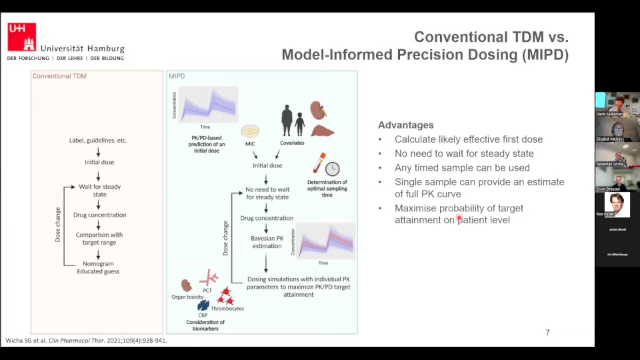 UH
Universität Hamburg
DER FORSCHUNG | DER LEHRE | DER BILDUNG
Conventional TDM vs.
Model-Informed Precision Dosing (MIPD)
Conventional TDM
Label, guidelines, etc.
Initial dose
Wait for steady
state
Drug concentration
Comparison with
target range
Nomogram
Educated guess
Dose change
MIPD
Concentration
Time
PK/PD-based
prediction of an
initial dose
MIC
Covariates
Initial dose
Determination of
optimal sampling
time
No need to wait
for steady state
Drug concentration
Bayesian PK
estimation
Concentration
Time
Dose change
Dosing simulations with individual PK
parameters to maximize PK/PD target
attainment
Organ toxicity
PCT
CRP
Thrombocytes
Consideration of
biomarkers
Advantages
• Calculate likely effective first dose
• No need to wait for steady state
• Any timed sample can be used
• Single sample can provide an estimate
of full PK curve
• Maximise probability of target
attainment on patient level
Wicha SG et al. Clin Pharmacol Ther. 2021;109(4):928-941.
7